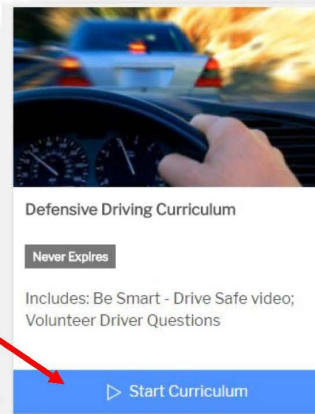 Defensive Driving Curriculum
Never Expires
Includes: Be Smart - Drive Safe video;
Volunteer Driver Questions
Start Curriculum